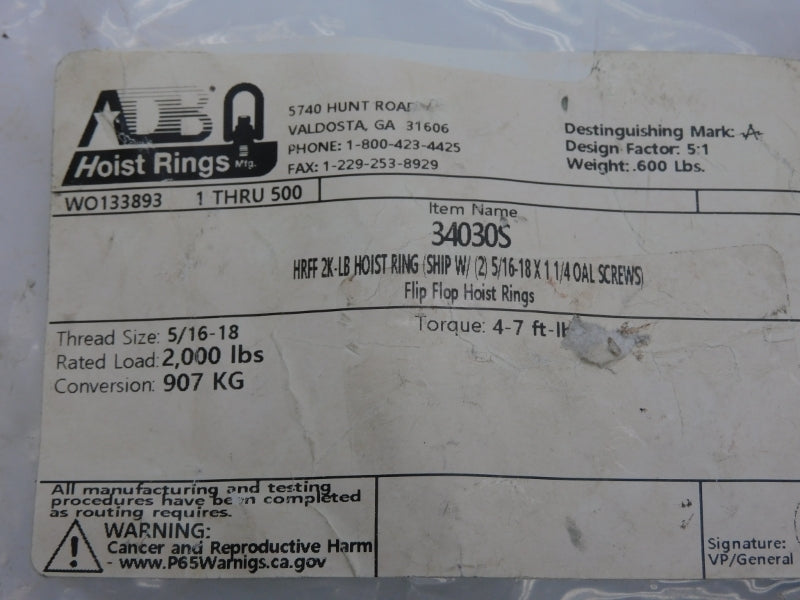 ADB
Hoist Rings Mfg.
5740 HUNT ROAD
VALDOSTA, GA 31606
PHONE: 1-800-423-4425
FAX: 1-229-253-8929
Destinguishing Mark: A
Design Factor: 5:1
Weight: .600 Lbs.
WO133893 1 THRU 500
Item Name
34030S
HRFF 2K-LB HOIST RING (SHIP W/ (2) 5/16-18 X 1 1/4 OAL SCREWS)
Flip Flop Hoist Rings
Thread Size: 5/16-18
Rated Load: 2,000 lbs
Conversion: 907 KG
Torque: 4-7 ft-lb
All manufacturing and testing
procedures have been completed
as routing requires.
WARNING:
Cancer and Reproductive Harm
- www.P65Warnigs.ca.gov
Signature:
VP/General